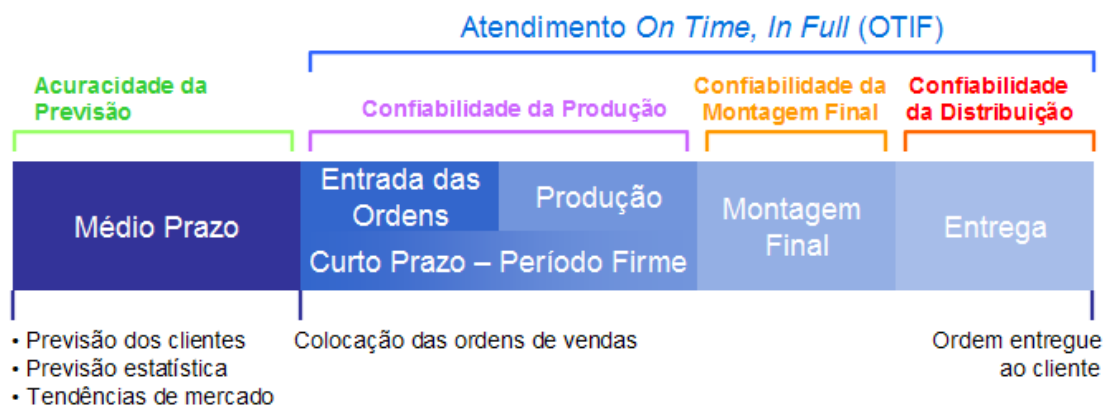 Atendimento On Time, In Full (OTIF)
Acuracidade da
Previsão
Confiabilidade da Produção
Confiabilidade da
Montagem Final
Confiabilidade
da Distribuição
Médio Prazo
Entrada das
Ordens
Produção
Curto Prazo – Período Firme
Montagem
Final
Entrega
• Previsão dos clientes
• Previsão estatística
• Tendências de mercado
Colocação das ordens de vendas
Ordem entregue
ao cliente